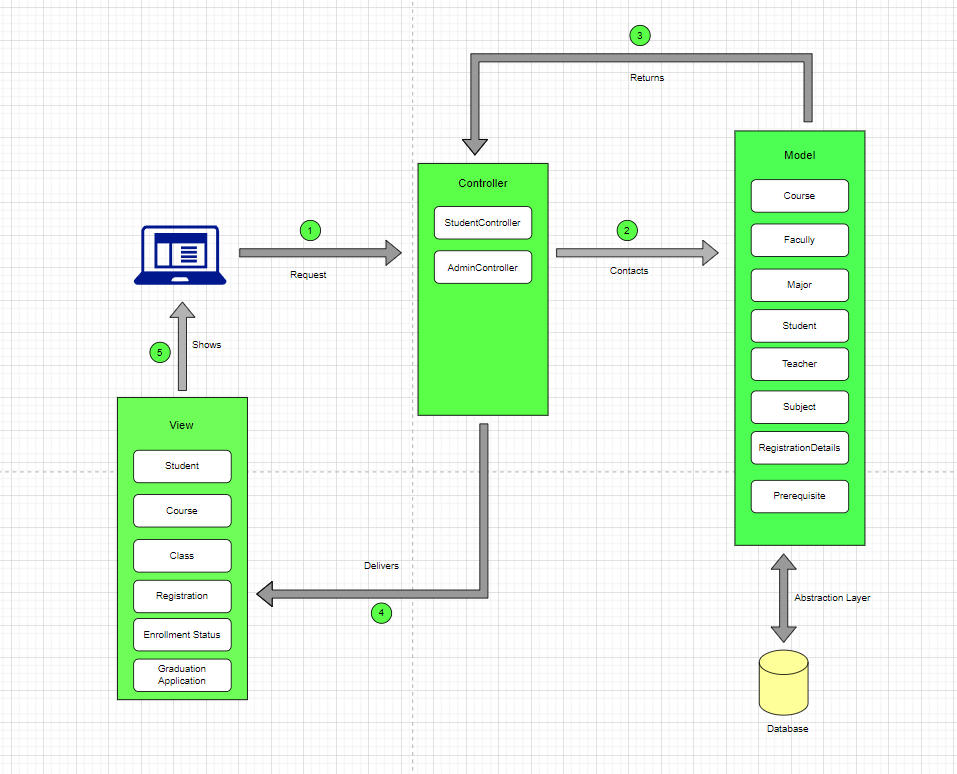 3
Returns
Model
Course
Facully
Major
Student
Teacher
Subject
RegistrationDetails
Prerequisite
Controller
StudentController
AdminController
1
Request
2
Contacts
5
Shows
View
Student
Course
Class
Registration
Enrollment Status
Graduation
Application
Delivers
4
Abstraction Layer
Database